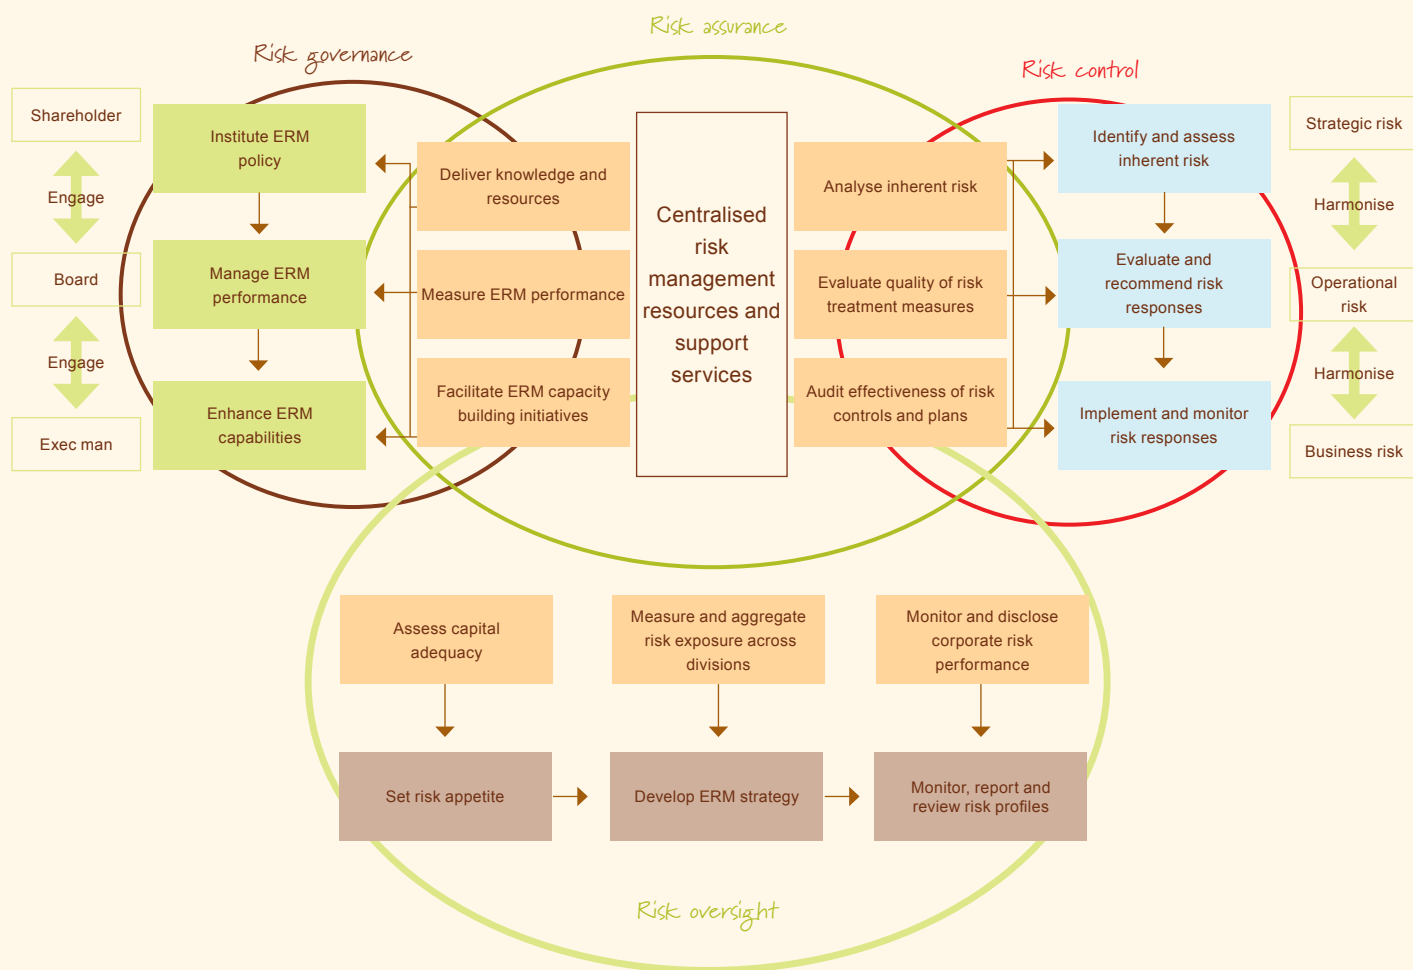 Risk assurance
Risk governance
Risk control
Shareholder
Engage
Board
Engage
Exec man
Institute ERM
policy
Manage ERM
performance
Enhance ERM
capabilities
Deliver knowledge and
resources
Measure ERM performance
Facilitate ERM capacity
building initiatives
Centralised
risk
management
resources and
support
services
Analyse inherent risk
Evaluate quality of risk
treatment measures
Audit effectiveness of risk
controls and plans
Identify and assess
inherent risk
Evaluate and
recommend risk
responses
Implement and monitor
risk responses
Strategic risk
Harmonise
Operational
risk
Harmonise
Business risk
Assess capital
adequacy
Measure and aggregate
risk exposure across
divisions
Monitor and disclose
corporate risk
performance
Set risk appetite
Develop ERM strategy
Monitor, report and
review risk profiles
Risk oversight